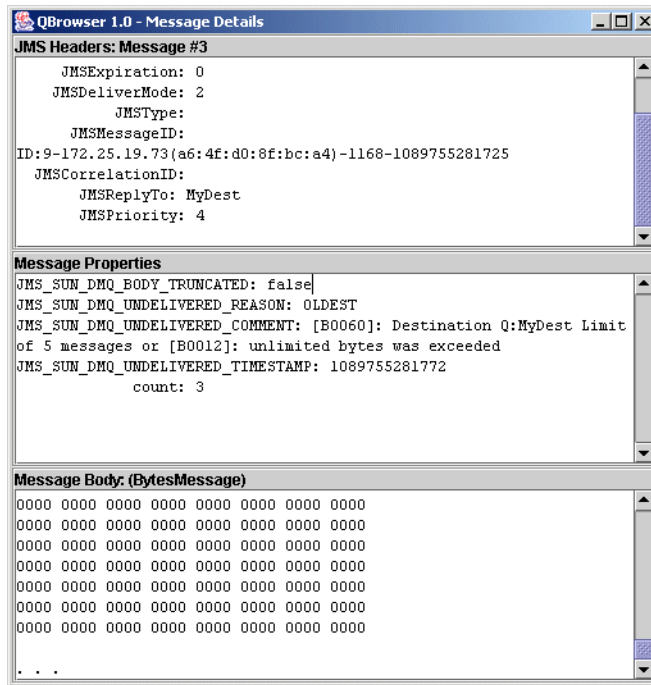 QBrowser 1.0 - Message Details
JMS Headers: Message #3
JMSExpiration: 0
JMSDeliverMode: 2
JMSType:
JMSMessageID:
ID:9-172.25.19.73(a6:4f:d0:8f:bc:a4)-1168-1089755281725
JMSCorrelationID:
JMSReplyTo: MyDest
JMSPriority: 4
Message Properties
JMS_SUN_DMQ_BODY_TRUNCATED: false
JMS_SUN_DMQ_UNDELIVERED_REASON: OLDEST
JMS_SUN_DMQ_UNDELIVERED_COMMENT: [B0060]: Destination Q:MyDest Limit
of 5 messages or [B0012]: unlimited bytes was exceeded
JMS_SUN_DMQ_UNDELIVERED_TIMESTAMP: 1089755281772
count: 3
Message Body: (BytesMessage)
0000 0000 0000 0000 0000 0000 0000 0000
0000 0000 0000 0000 0000 0000 0000 0000
0000 0000 0000 0000 0000 0000 0000 0000
0000 0000 0000 0000 0000 0000 0000 0000
0000 0000 0000 0000 0000 0000 0000 0000
0000 0000 0000 0000 0000 0000 0000 0000
0000 0000 0000 0000 0000 0000 0000 0000
. . .